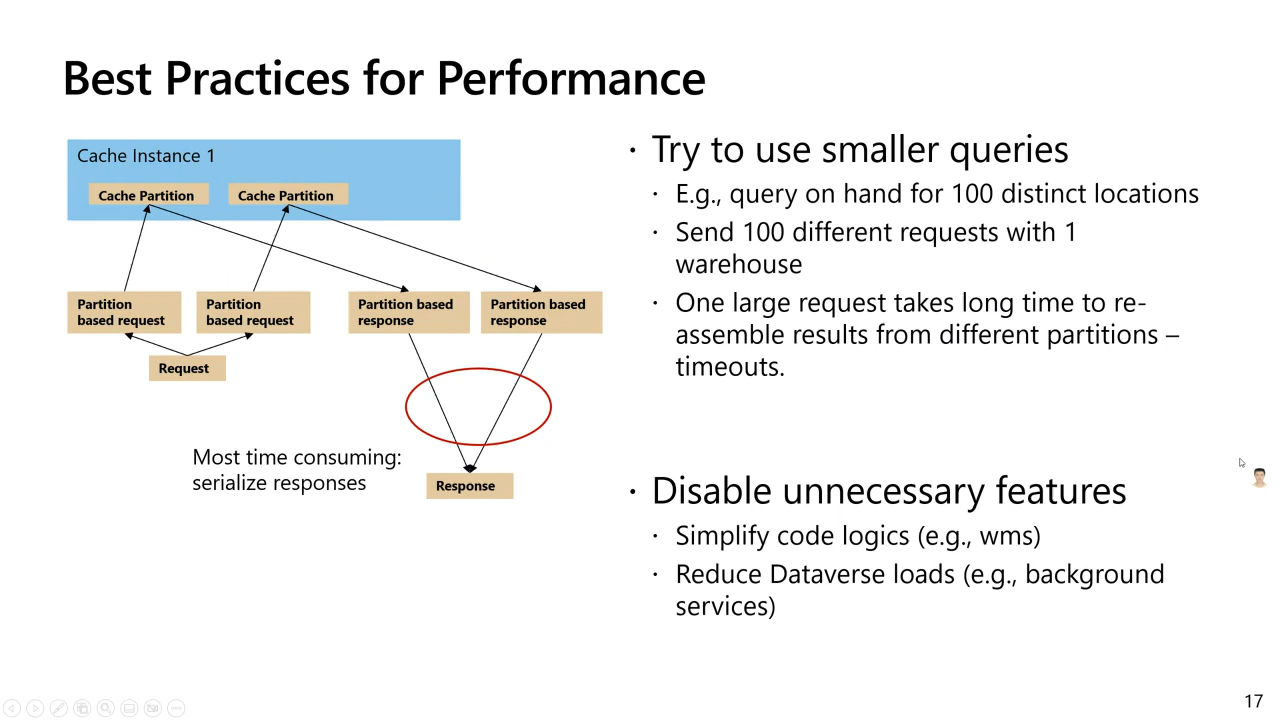 Best Practices for Performance
Cache Instance 1
Cache Partition
Cache Partition
Partition
based request
Partition
based request
Partition based
response
Partition based
response
Request
Most time consuming:
serialize responses
Response
· Try to use smaller queries
· E.g., query on hand for 100 distinct locations
· Send 100 different requests with 1
warehouse
· One large request takes long time to re-
assemble results from different partitions –
timeouts.
· Disable unnecessary features
· Simplify code logics (e.g., wms)
· Reduce Dataverse loads (e.g., background
services)
17